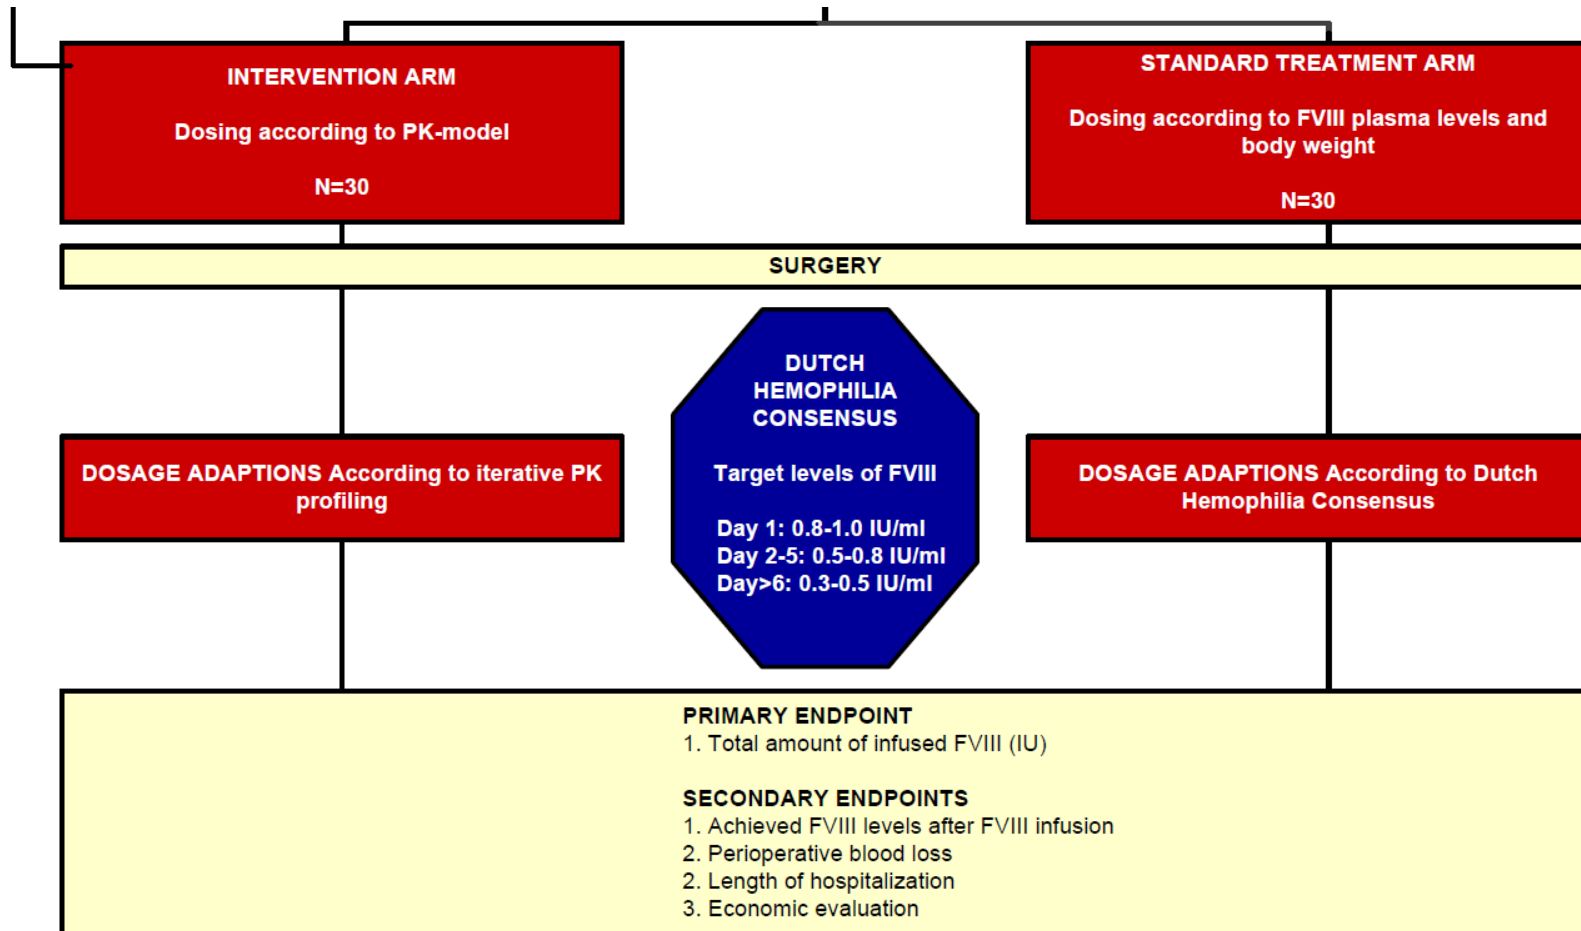 INTERVENTION ARM
Dosing according to PK-model
N=30
STANDARD TREATMENT ARM
Dosing according to FVIII plasma levels and
body weight
N=30
SURGERY
DUTCH
HEMOPHILIA
CONSENSUS
Target levels of FVIII
Day 1: 0.8-1.0 IU/ml
Day 2-5: 0.5-0.8 IU/ml
Day>6: 0.3-0.5 IU/ml
DOSAGE ADAPTIONS According to iterative PK
profiling
DOSAGE ADAPTIONS According to Dutch
Hemophilia Consensus
PRIMARY ENDPOINT
1. Total amount of infused FVIII (IU)
SECONDARY ENDPOINTS
1. Achieved FVIII levels after FVIII infusion
2. Perioperative blood loss
2. Length of hospitalization
3. Economic evaluation